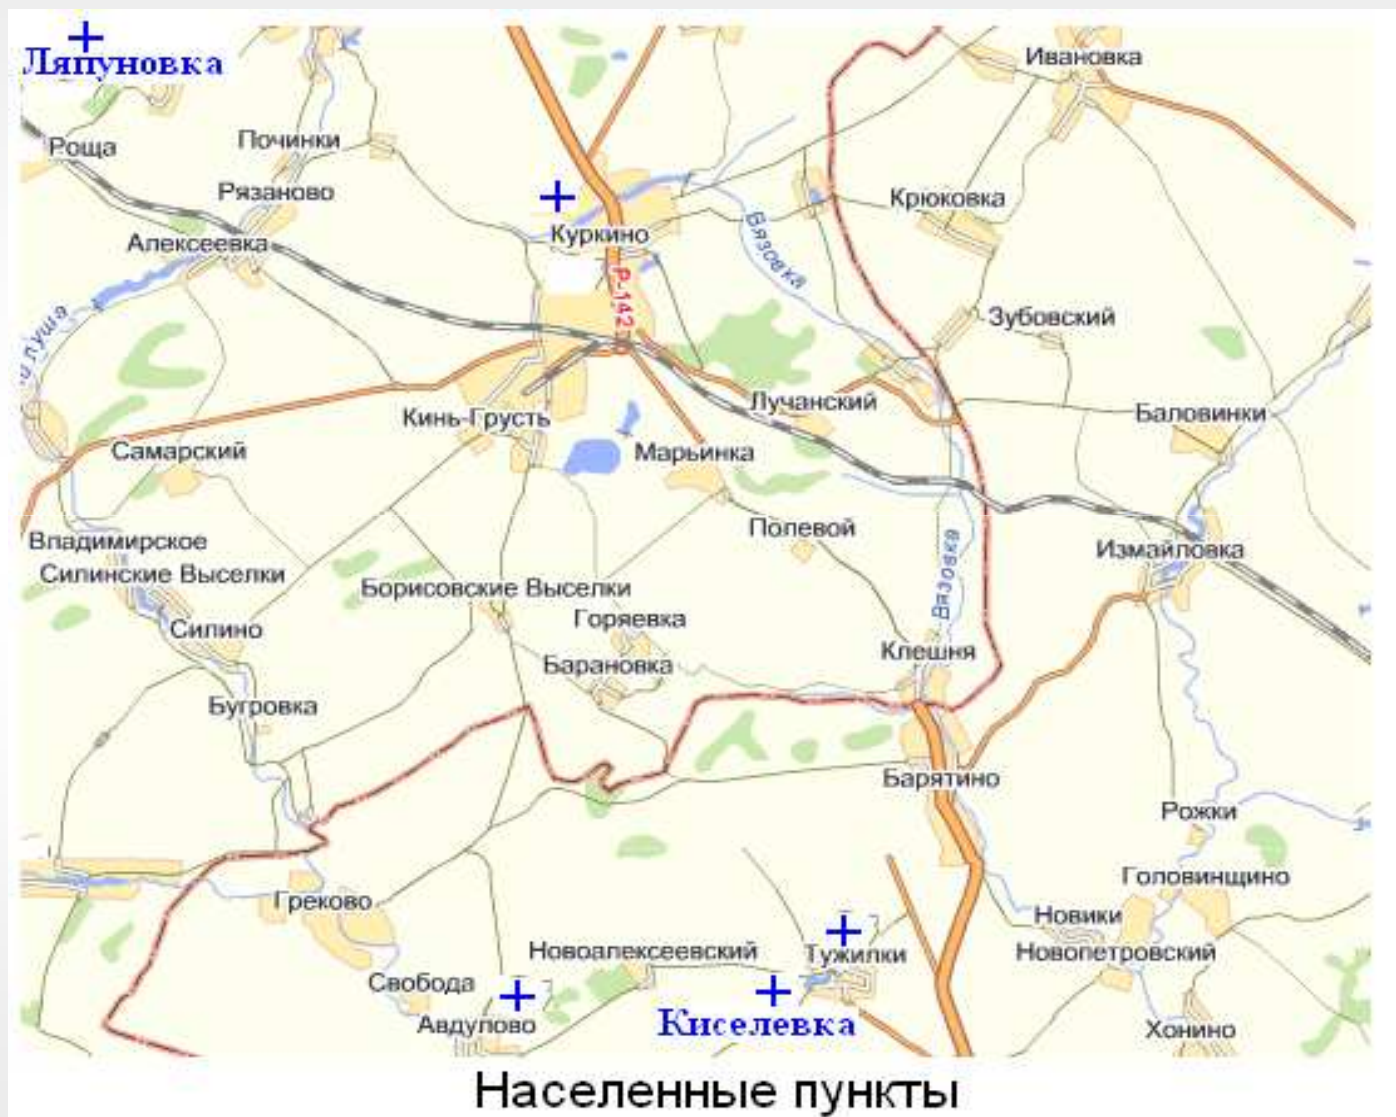 Ляпуновка
Ивановка
Починки
Роща
Рязаново
Крюковка
Алексеевка
Куркино
Вязовка
Р-142
Зубовский
Кинь-Грусть
Лучанский
Баловинки
Самарский
Марьинка
Полевой
Владимирское
Измайловка
Силинские Выселки
Борисовские Выселки
Вязовка
Силино
Горяевка
Клешня
Барановка
Бугровка
Барятино
Рожки
Головинщино
Греково
Новики
Новоалексеевский
Тужилки
Новопетровский
Свобода
Авдулово
Киселевка
Хонино
Населенные пункты